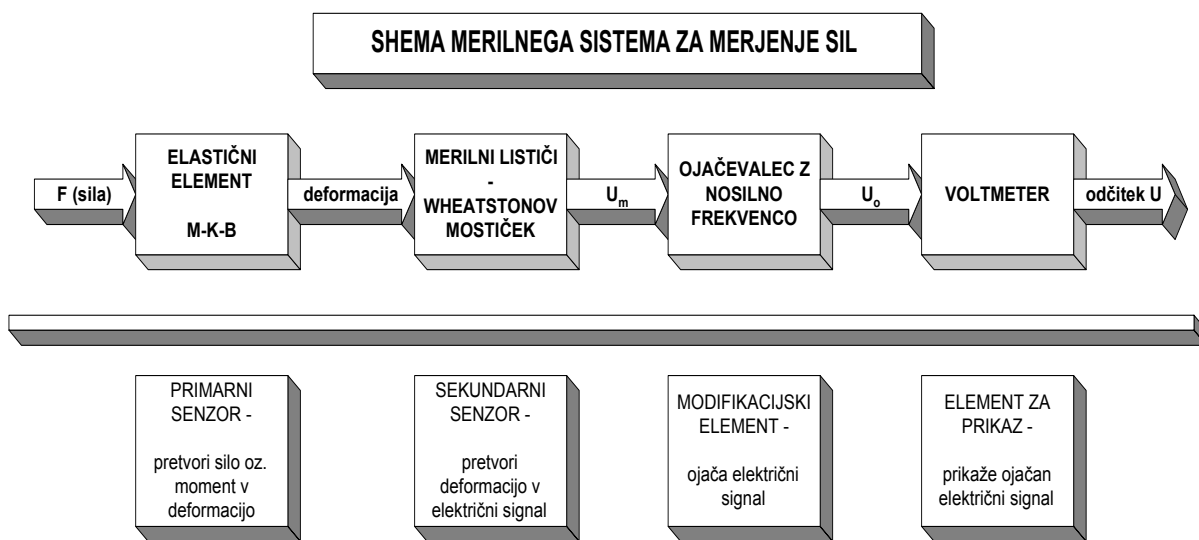 SHEMA MERILNEGA SISTEMA ZA MERJENJE SIL
F (sila)
ELASTIČNI
ELEMENT
M-K-B
deformacija
MERILNI LISTIČI
-
WHEATSTONOV
MOSTIČEK
Um
OJAČEVALEC Z
NOSILNO
FREKVENCO
Uo
VOLTMETER
odčitek U
PRIMARNI
SENZOR -
pretvori silo oz.
moment v
deformacijo
SEKUNDARNI
SENZOR -
pretvori
deformacijo v
električni signal
MODIFIKACIJSKI
ELEMENT -
ojača električni
signal
ELEMENT ZA
PRIKAZ -
prikaže ojačan
električni signal